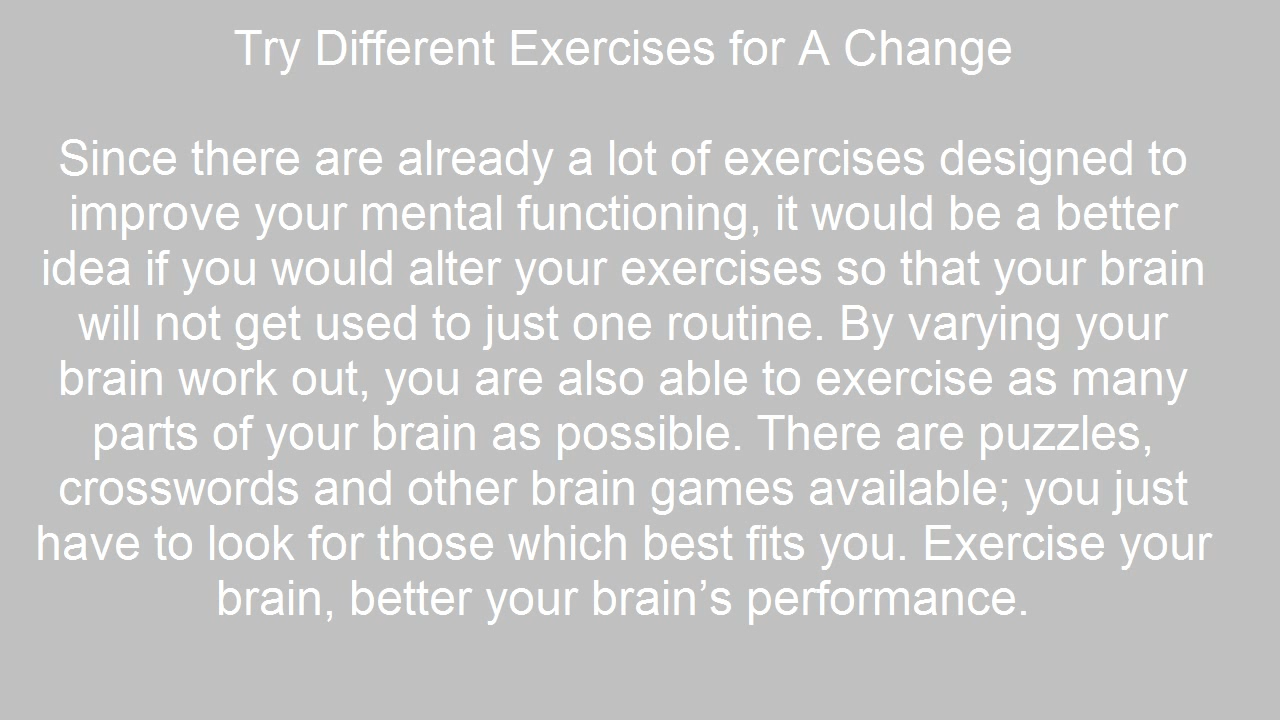 Try Different Exercises for A Change
Since there are already a lot of exercises designed to
improve your mental functioning, it would be a better
idea if you would alter your exercises so that your brain
will not get used to just one routine. By varying your
brain work out, you are also able to exercise as many
parts of your brain as possible. There are puzzles,
crosswords and other brain games available; you just
have to look for those which best fits you. Exercise your
brain, better your brain’s performance.